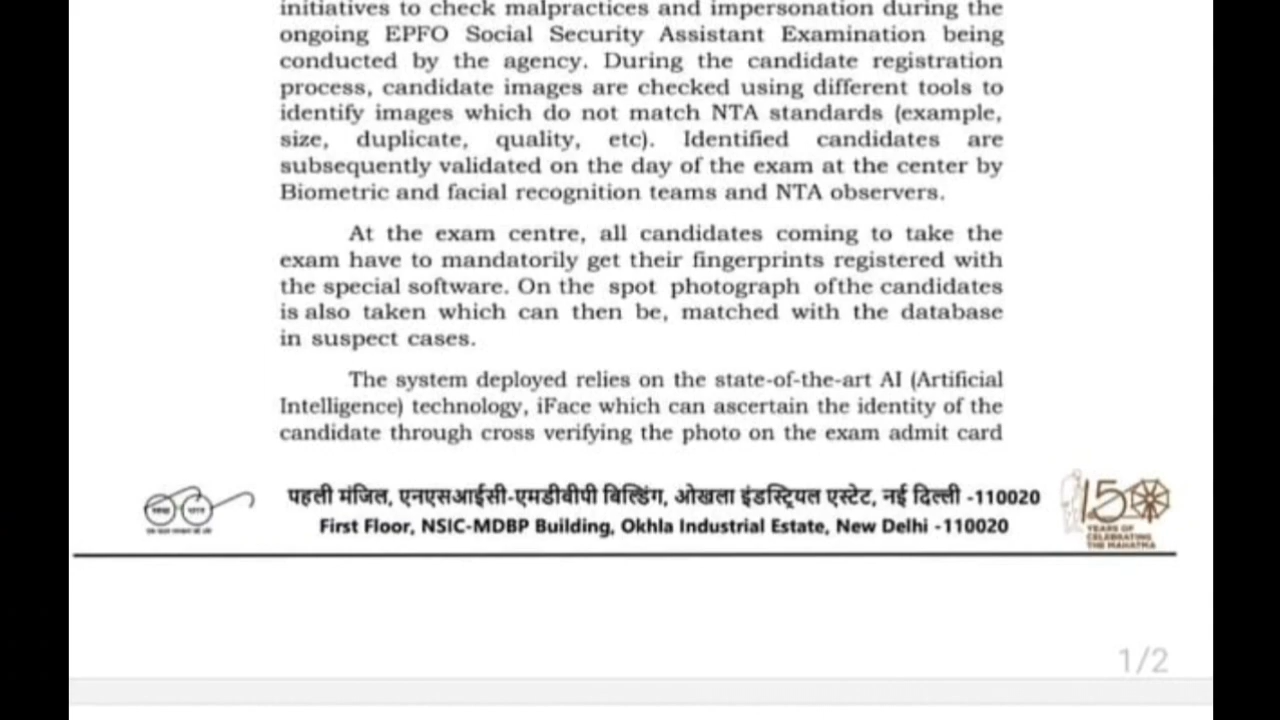 initiatives to check malpractices and impersonation during the
ongoing EPFO Social Security Assistant Examination being
conducted by the agency. During the candidate registration
process, candidate images are checked using different tools to
identify images which do not match NTA standards (example,
size, duplicate, quality, etc). Identified candidates are
subsequently validated on the day of the exam at the center by
Biometric and facial recognition teams and NTA observers.
At the exam centre, all candidates coming to take the
exam have to mandatorily get their fingerprints registered with
the special software. On the spot photograph ofthe candidates
is also taken which can then be, matched with the database
in suspect cases.
The system deployed relies on the state-of-the-art AI (Artificial
Intelligence) technology, iFace which can ascertain the identity of the
candidate through cross verifying the photo on the exam admit card
पहली मंजिल, एनएसआईसी-एमडीबीपी बिल्डिंग, ओखला इंडस्ट्रियल एस्टेट, नई दिल्ली -110020
First Floor, NSIC-MDBP Building, Okhla Industrial Estate, New Delhi -110020
150
YEARS OF
CELEBRATING
THE MAHATMA
1/2